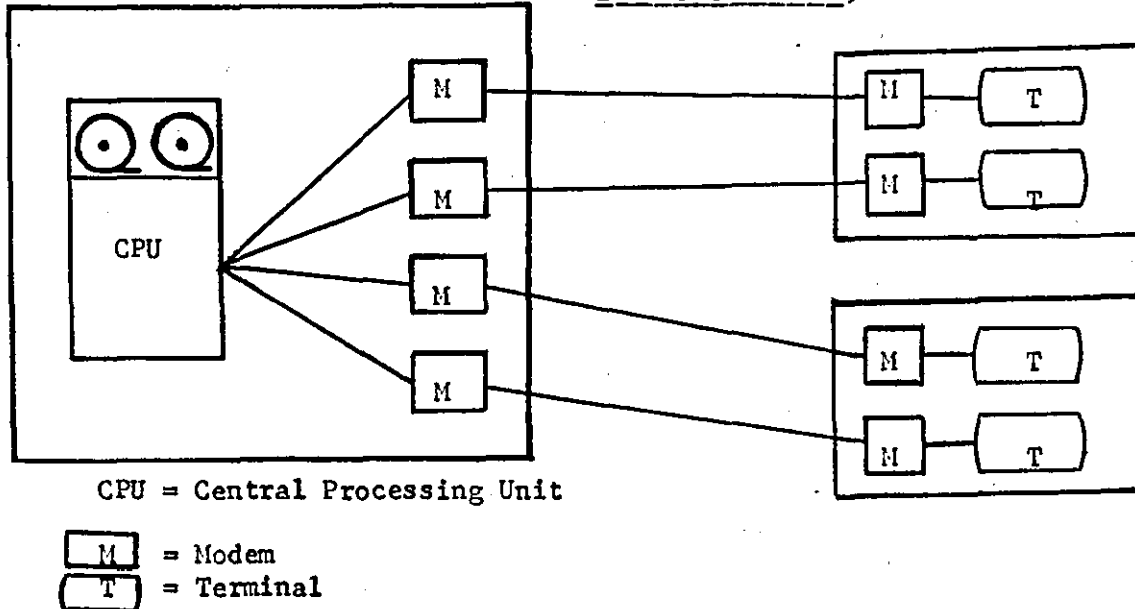 M
M T
M
M T
CPU
M
M T
M
M T
CPU = Central Processing Unit
M = Modem
T = Terminal